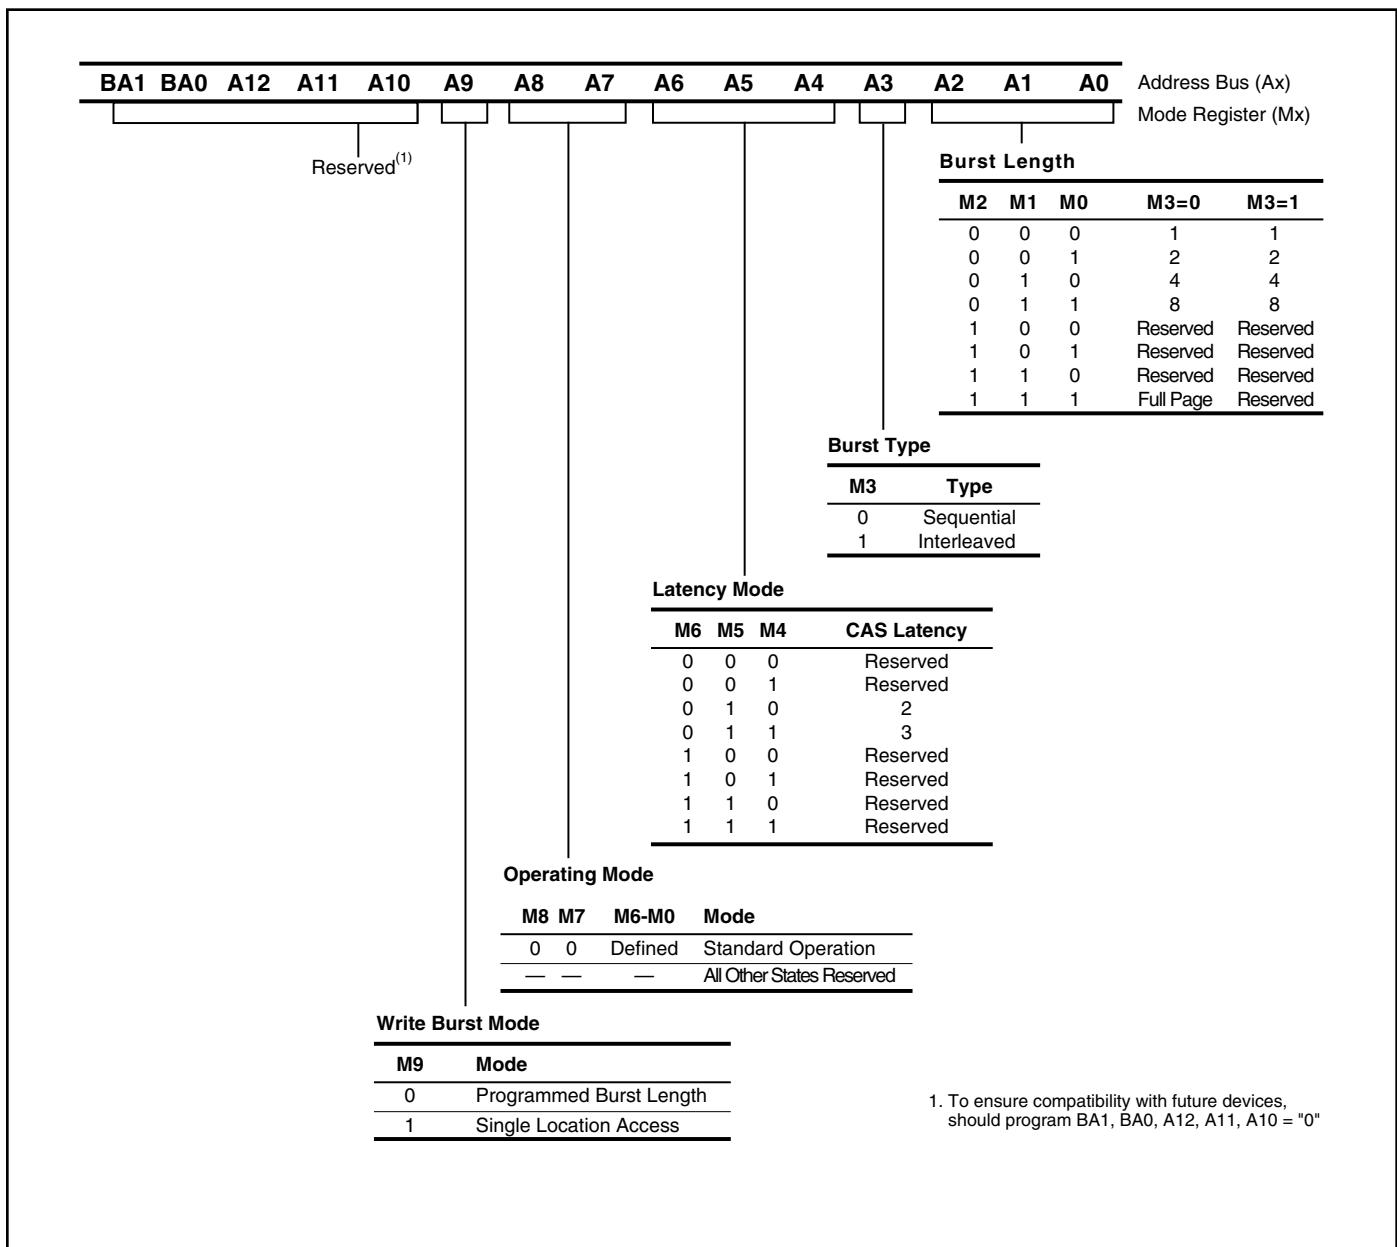 BA1 BA0 A12 A11 A10 A9 A8 A7 A6 A5 A4 A3 A2 A1 A0 Address Bus (Ax)
Mode Register (Mx)
Reserved(1)
Burst Length
M2 M1 M0 M3=0 M3=1
0 0 0 1 1
0 0 1 2 2
0 1 0 4 4
0 1 1 8 8
1 0 0 Reserved Reserved
1 0 1 Reserved Reserved
1 1 0 Reserved Reserved
1 1 1 Full Page Reserved
Burst Type
M3 Type
0 Sequential
1 Interleaved
Latency Mode
M6 M5 M4 CAS Latency
0 0 0 Reserved
0 0 1 Reserved
0 1 0 2
0 1 1 3
1 0 0 Reserved
1 0 1 Reserved
1 1 0 Reserved
1 1 1 Reserved
Operating Mode
M8 M7 M6-M0 Mode
0 0 Defined Standard Operation
— — — All Other States Reserved
Write Burst Mode
M9 Mode
0 Programmed Burst Length
1 Single Location Access
1. To ensure compatibility with future devices,
should program BA1, BA0, A12, A11, A10 = "0"